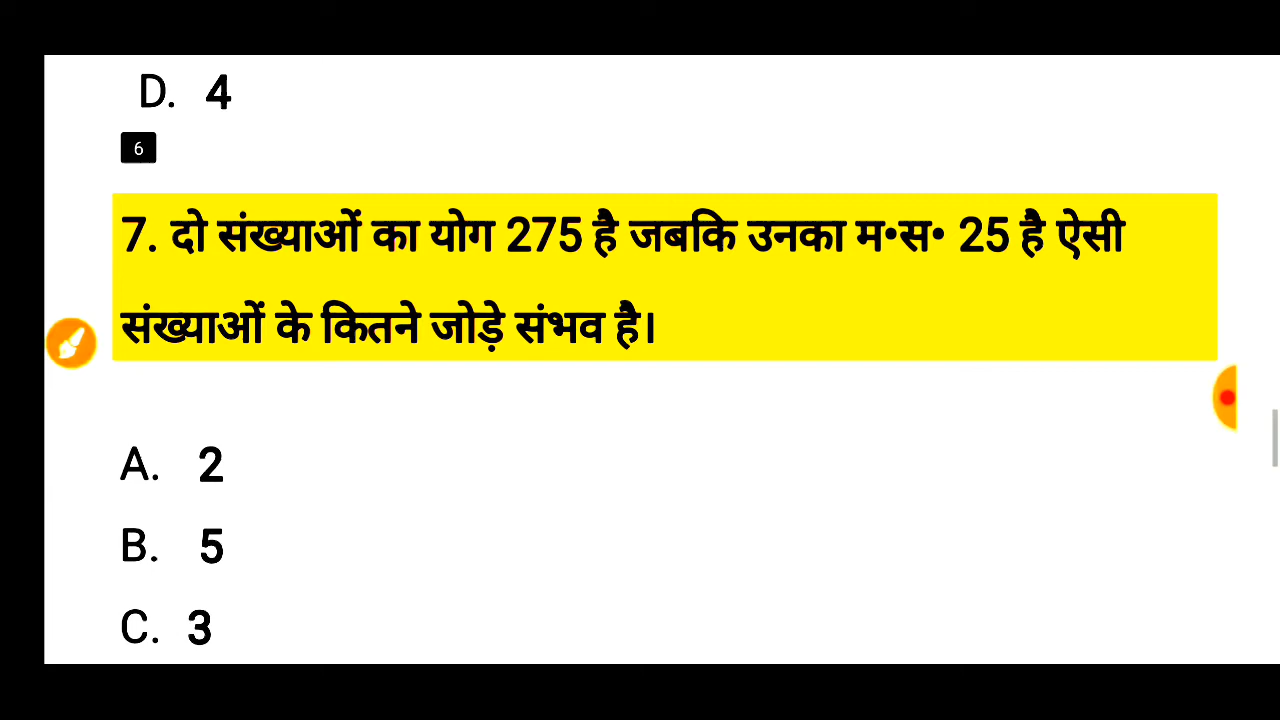 D. 4
6
7. दो संख्याओं का योग 275 है जबकि उनका म•स• 25 है ऐसी
संख्याओं के कितने जोड़े संभव है।
A. 2
B. 5
C. 3